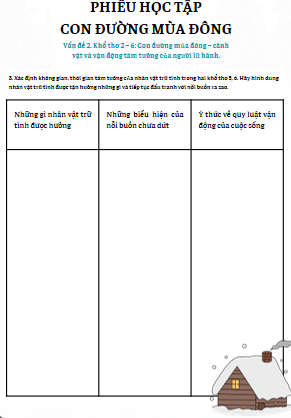 PHIẾU HỌC TẬP
CON ĐƯỜNG MÙA ĐÔNG
Vấn đề 2. Khổ thơ 2 – 6: Con đường mùa đông – cảnh
vật và vận động tâm tưởng của người lữ hành.
3. Xác định không gian, thời gian tâm tưởng của nhân vật trữ tình trong hai khổ thơ 5, 6. Hãy hình dung
nhân vật trữ tình được tận hưởng những gì và tiếp tục đấu tranh với nỗi buồn ra sao.
Những gì nhân vật trữ
tình được hưởng
Những biểu hiện của
nỗi buồn chưa dứt
Ý thức về quy luật vận
động của cuộc sống